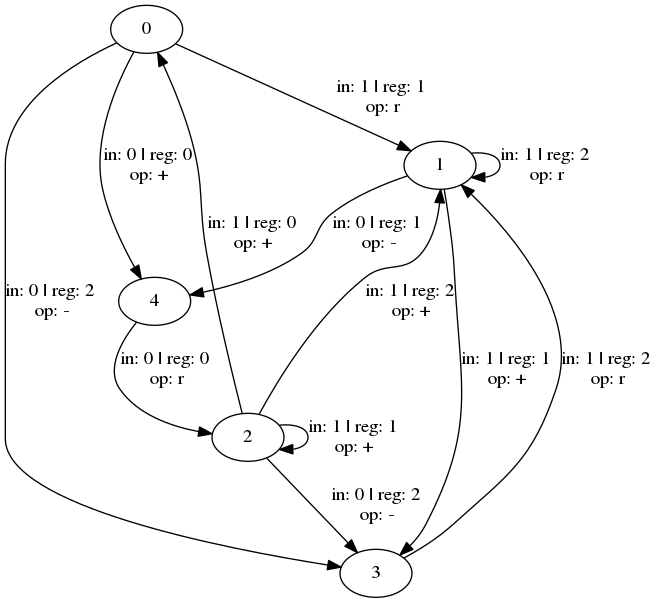 0
in: 1 | reg: 1
op: r
1
in: 1 | reg: 2
op: r
in: 0 | reg: 0
op: +
in: 1 | reg: 0
op: +
in: 0 | reg: 1
op: -
in: 0 | reg: 2
op: -
4
in: 1 | reg: 2
op: +
in: 0 | reg: 0
op: r
in: 1 | reg: 1
op: +
in: 1 | reg: 2
op: r
2
in: 1 | reg: 1
op: +
in: 0 | reg: 2
op: -
3